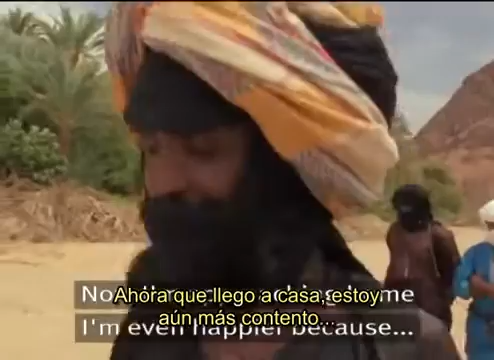 Ahora que llego a casa, estoy
aún más contento...
I'm even happier because...